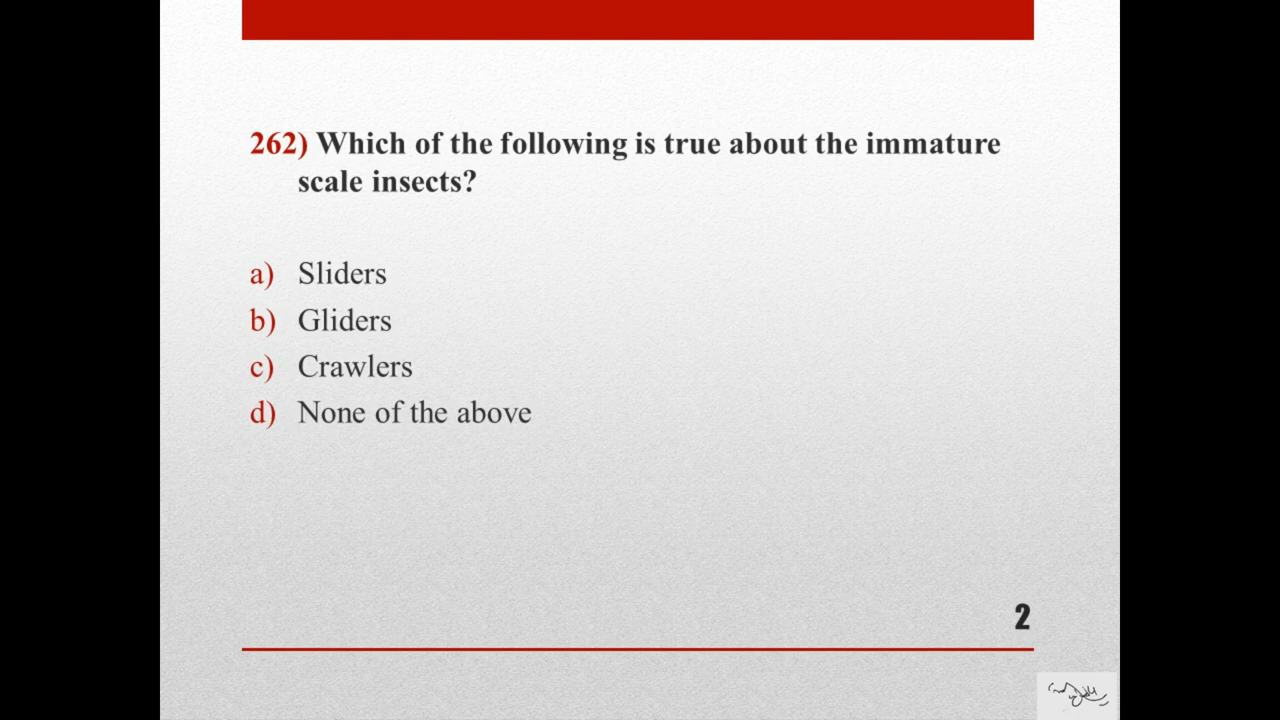 262) Which of the following is true about the immature
scale insects?
a) Sliders
b) Gliders
c) Crawlers
d) None of the above
2